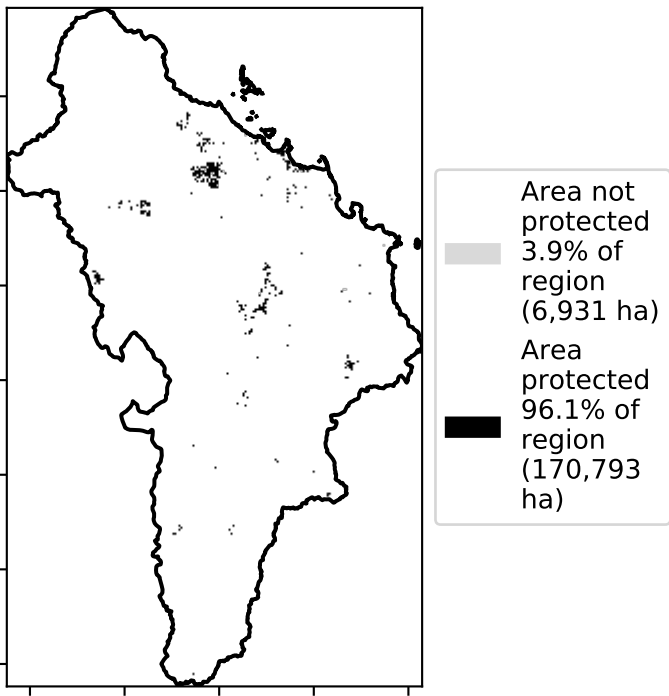 Area not
protected
3.9% of
region
(6,931 ha)
Area
protected
96.1% of
region
(170,793
ha)